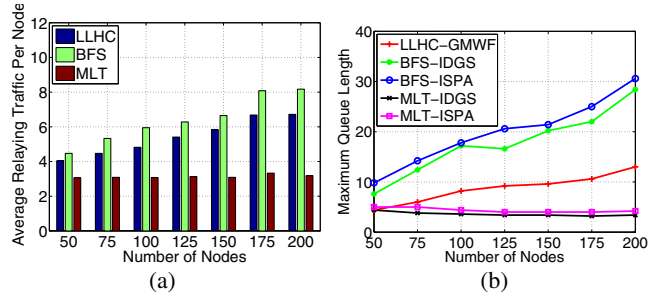 Average Relaying Traffic Per Node
12
10
8
6
4
2
0
LLHC
BFS
MLT
50 75 100 125 150 175 200
Number of Nodes
(a)
Maximum Queue Length
40
30
20
10
0
LLHC-GMWF
BFS-IDGS
BFS-ISPA
MLT-IDGS
MLT-ISPA
50 75 100 125 150 175 200
Number of Nodes
(b)